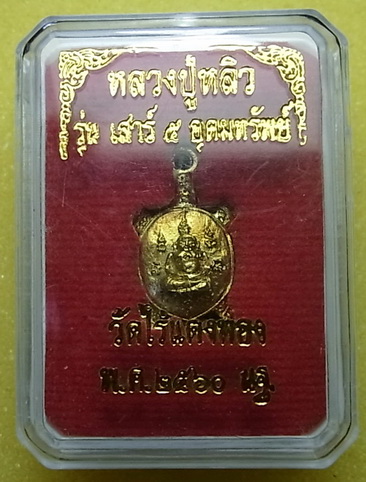 หลวงปู่หลิว
รุ่น เสาร์ ๕ อุดมทรัพย์
วัดไร่แตงทอง
พ.ศ.๒๕๖๐ นฐ.